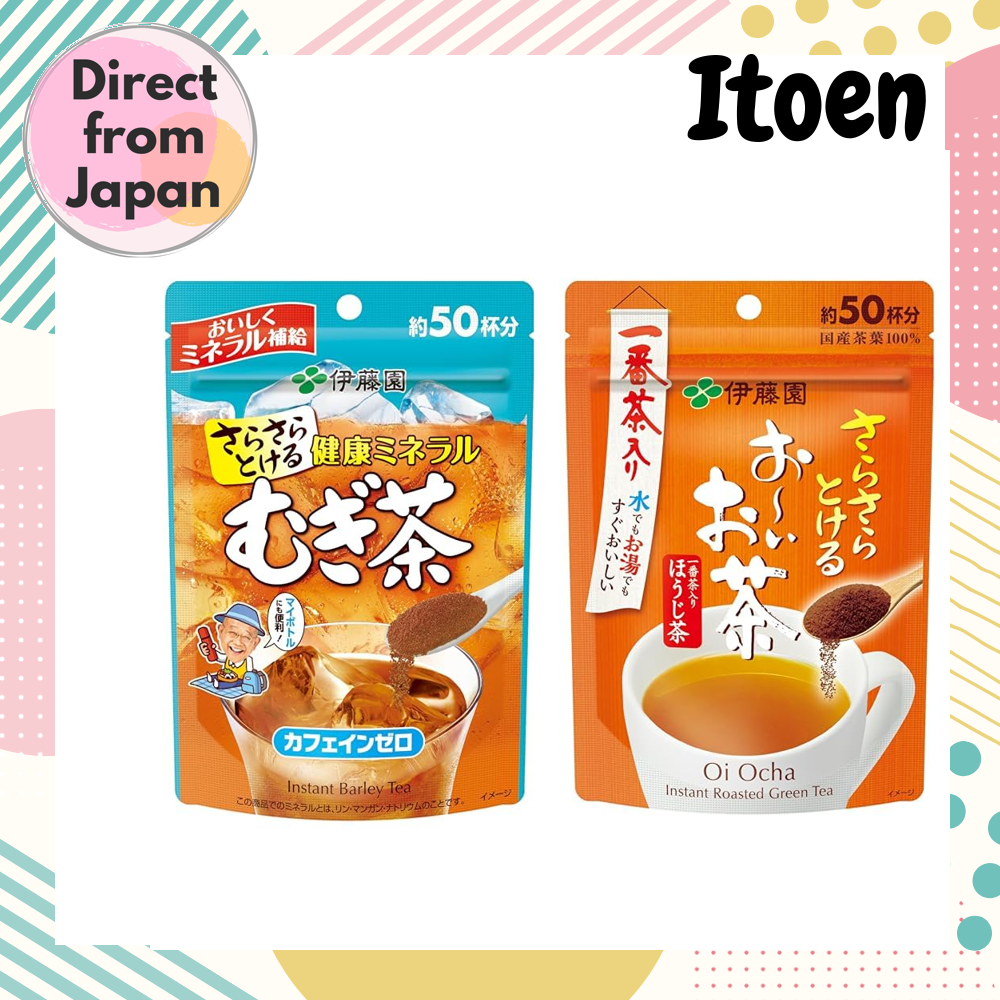 Direct
from
Japan
Itoen
おいしく
ミネラル補給
約50杯分
伊藤園
さらさら
とける
健康ミネラル
むぎ茶
マイボトル
にも便利!
カフェインゼロ
Instant Barley Tea
この商品でのミネラルとは、リン・マンガン・ナトリウムのことです。
イメージ
約50杯分
国産茶葉100%
一番茶入り
伊藤園
さらさら
とける
お〜い
お茶
水でもお湯でも
すぐおいしい
一番茶入り
ほうじ茶
Oi Ocha
Instant Roasted Green Tea
イメージ